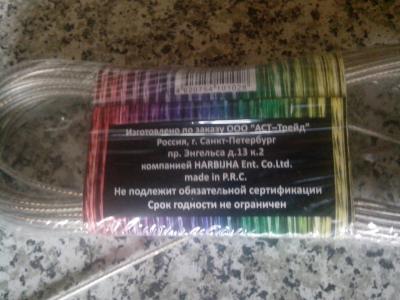 Изготовлено по заказу ООО "АСТ-Трейд"
Россия, г. Санкт-Петербург
пр. Энгельса д.13 к.2
компанией HARBUHA Ent. Co.Ltd.
made in P.R.C.
Не подлежит обязательной сертификации
Срок годности не ограничен